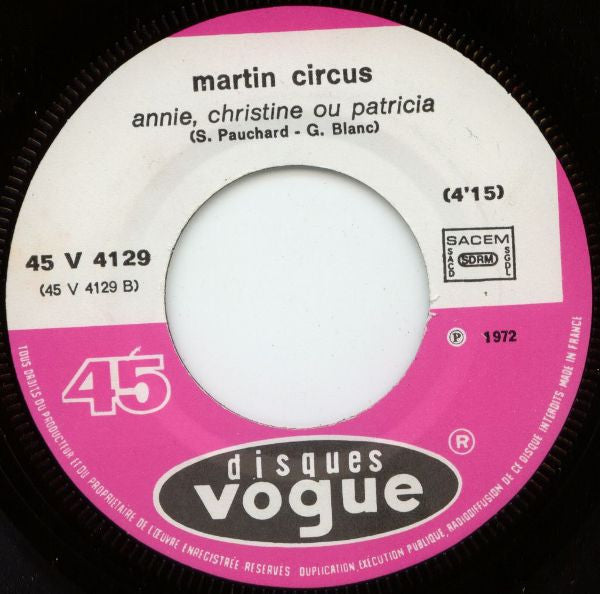 martin circus
annie, christine ou patricia
(S. Pauchard - G. Blanc)
(4'15)
45 V 4129
(45 V 4129 B)
SACEM
SACD
SDRM
SGDL
Ⓟ 1972
45
®
disques
vogue
TOUS DROITS DU PRODUCTEUR ET DU PROPRIETAIRE DE L'ŒUVRE ENREGISTRÉE RESERVES DUPLICATION, EXÉCUTION PUBLIQUE, RADIODIFFUSION DE CE DISQUE INTERDITS MADE IN FRANCE